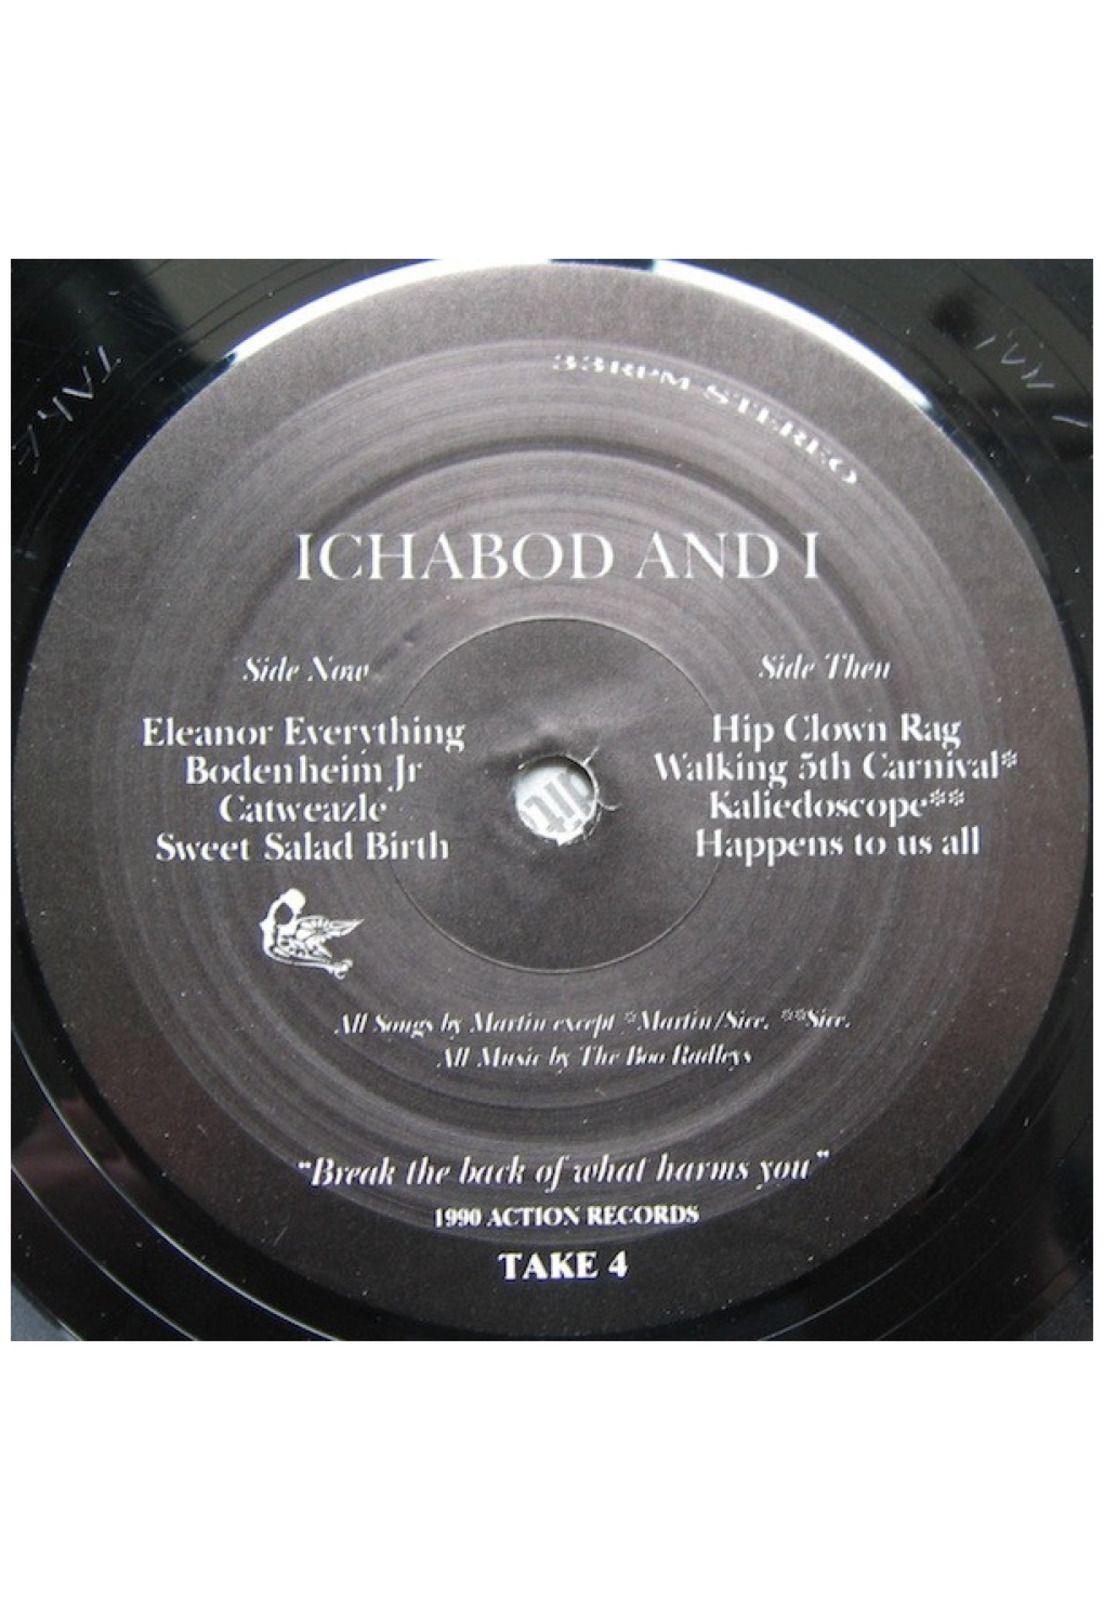 33RPM STEREO
ICHABOD AND I
Side Now
Eleanor Everything
Bodenheim Jr
Catweazle
Sweet Salad Birth
Side Then
Hip Clown Rag
Walking 5th Carnival*
Kaliedoscope**
Happens to us all
All Songs by Martin except *Martin/Sice. **Sice.
All Music by The Boo Radleys
"Break the back of what harms you"
1990 ACTION RECORDS
TAKE 4
TAKE